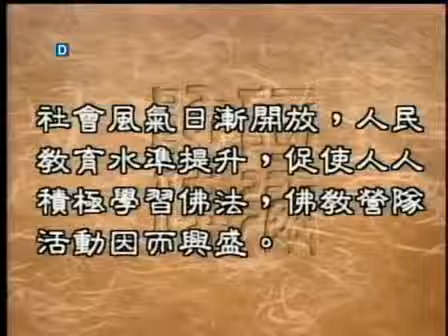 D
社會風氣日漸開放，人民
教育水準提升，促使人人
積極學習佛法，佛教營隊
活動因而興盛。